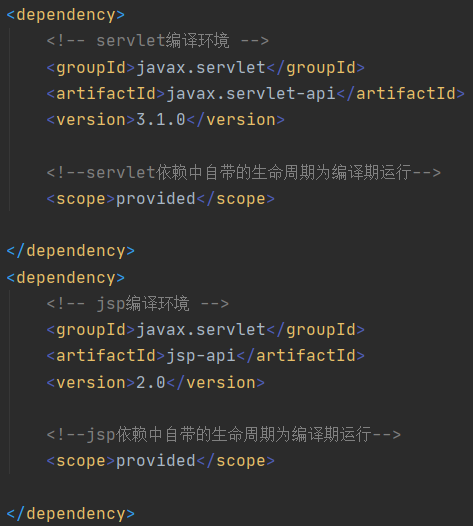 <dependency>
<!-- servlet编译环境 -->
<groupId>javax.servlet</groupId>
<artifactId>javax.servlet-api</artifactId>
<version>3.1.0</version>
<!--servlet依赖中自带的生命周期为编译期运行-->
<scope>provided</scope>
</dependency>
<dependency>
<!-- jsp编译环境 -->
<groupId>javax.servlet</groupId>
<artifactId>jsp-api</artifactId>
<version>2.0</version>
<!--jsp依赖中自带的生命周期为编译期运行-->
<scope>provided</scope>
</dependency>